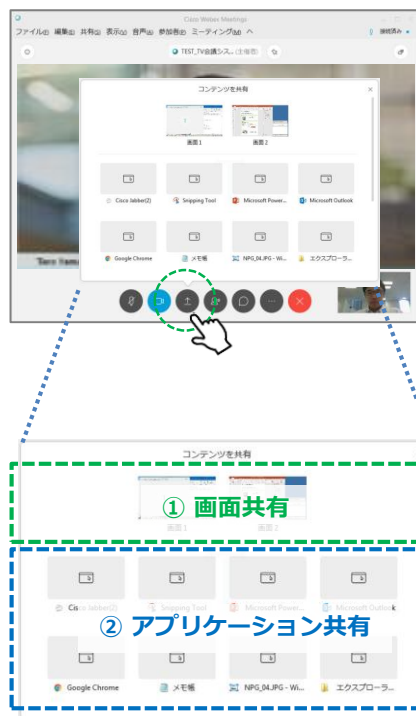 Cisco Webex Meetings
ファイル(F) 編集(E) 共有(S) 表示(V) 音声(A) 参加者(P) ミーティング(M) ヘ
接続済み
TEST_TV会議シス... (主催者)
コンテンツを共有
画面 1
画面 2
Cisco Jabber(2)
Snipping Tool
Microsoft Power...
Microsoft Outlook
Google Chrome
メモ帳
NPG_04.JPG - Wi...
エクスプローラ...
コンテンツを共有
① 画面共有
画面 1
画面 2
Cisco Jabber(2)
Snipping Tool
Microsoft Power...
Microsoft Outlook
② アプリケーション共有
Google Chrome
メモ帳
NPG_04.JPG - Wi...
エクスプローラ...